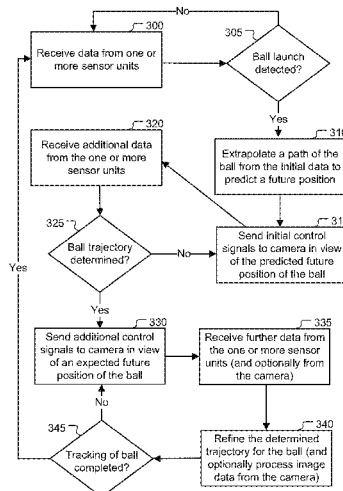 No
300
305
Receive data from one or
more sensor units
Ball launch
detected?
Yes
320
Receive additional data
from the one or more
sensor units
Extrapolate a path of the
ball from the initial data to
predict a future position
325
Ball trajectory
determined?
No
Send initial control
signals to camera in view
of the predicted future
position of the ball
Yes
Yes
330
335
Send additional control
signals to camera in view
of an expected future
position of the ball
Receive further data from
the one or more sensor
units (and optionally from
the camera)
No
345
340
Tracking of ball
completed?
Refine the determined
trajectory for the ball (and
optionally process image
data from the camera)